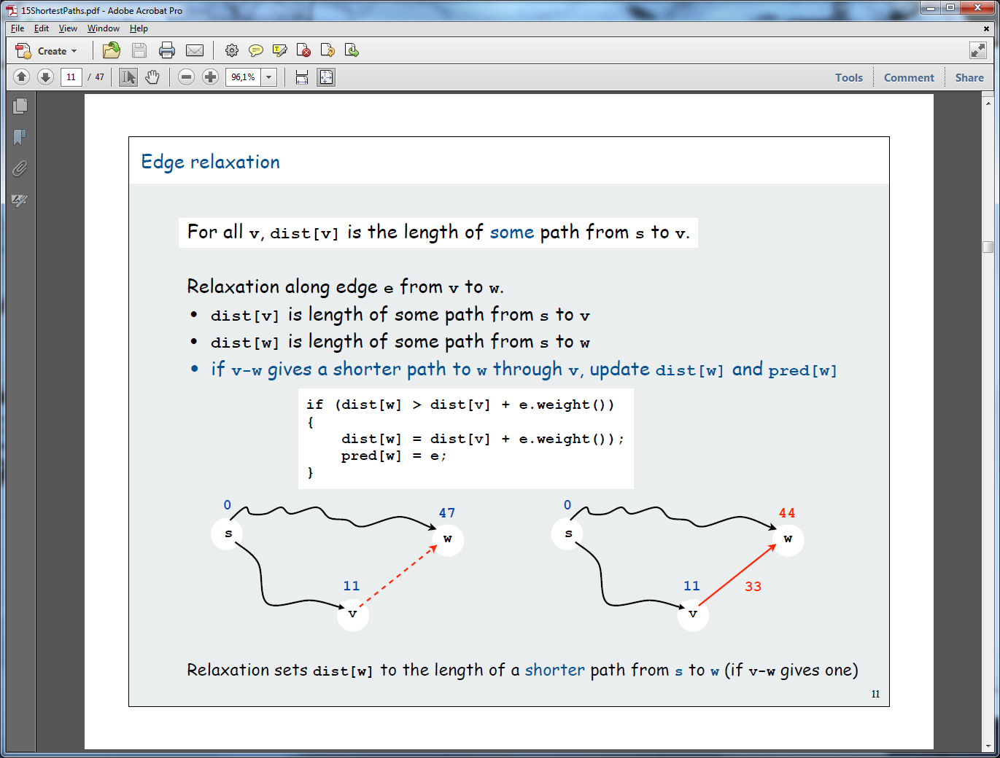 15ShortestPaths.pdf - Adobe Acrobat Pro
File Edit View Window Help
Create
11 / 47
96,1%
Tools Comment Share
Edge relaxation
For all v, dist[v] is the length of some path from s to v.
Relaxation along edge e from v to w.
• dist[v] is length of some path from s to v
• dist[w] is length of some path from s to w
• if v-w gives a shorter path to w through v, update dist[w] and pred[w]
if (dist[w] > dist[v] + e.weight())
{
dist[w] = dist[v] + e.weight());
pred[w] = e;
}
0
47
s
w
11
v
0
44
s
w
11
33
v
Relaxation sets dist[w] to the length of a shorter path from s to w (if v-w gives one)
11